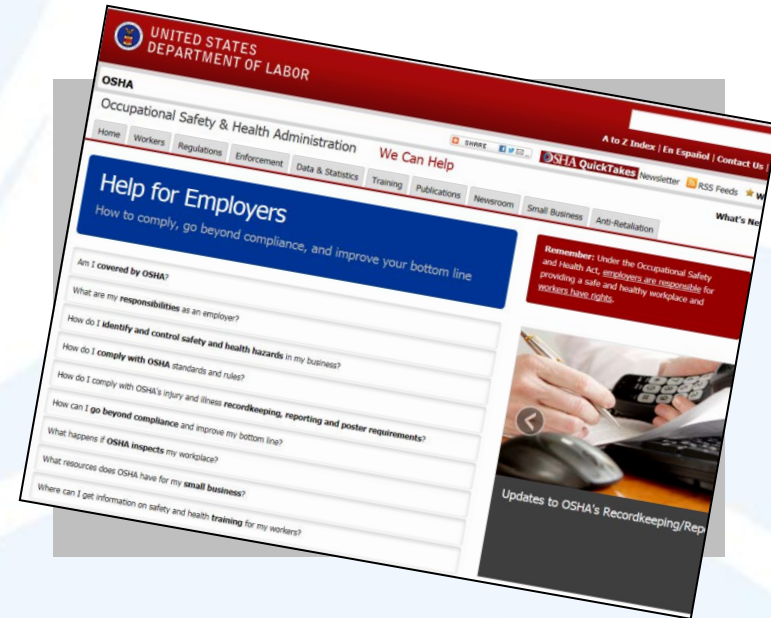 UNITED STATES
DEPARTMENT OF LABOR
A to Z Index | En Español | Contact Us |
OSHA
Occupational Safety & Health Administration
We Can Help
SHARE
OSHA QuickTakes Newsletter
RSS Feeds
What's Ne
Home
Workers
Regulations
Enforcement
Data & Statistics
Training
Publications
Newsroom
Small Business
Anti-Retaliation
Help for Employers
How to comply, go beyond compliance, and improve your bottom line
Am I covered by OSHA?
What are my responsibilities as an employer?
How do I identify and control safety and health hazards in my business?
How do I comply with OSHA standards and rules?
How do I comply with OSHA's injury and illness recordkeeping, reporting and poster requirements?
How can I go beyond compliance and improve my bottom line?
What happens if OSHA inspects my workplace?
What resources does OSHA have for my small business?
Where can I get information on safety and health training for my workers?
Remember: Under the Occupational Safety
and Health Act, employers are responsible for
providing a safe and healthy workplace and
workers have rights.
Updates to OSHA's Recordkeeping/Rep